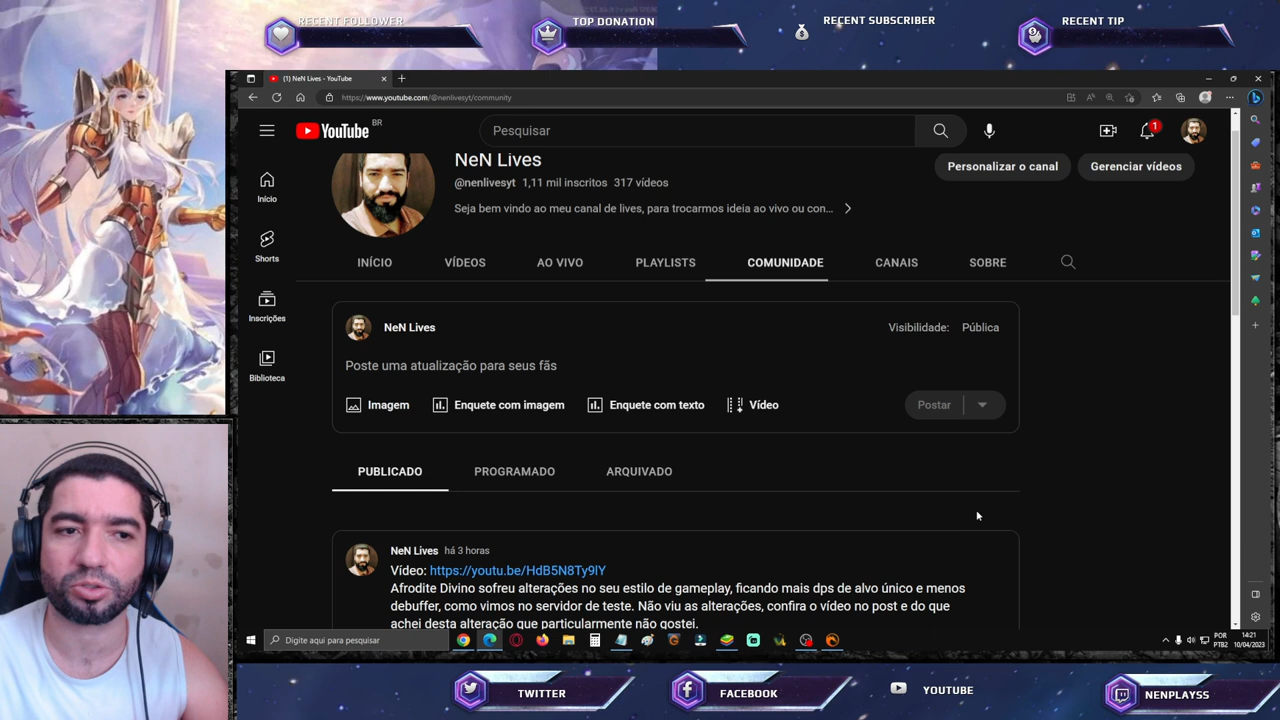 RECENT FOLLOWER
TOP DONATION
RECENT SUBSCRIBER
RECENT TIP
(1) NeN Lives - YouTube
https://www.youtube.com/@nenlivesyt/community
YouTube BR
Pesquisar
1
NeN Lives
@nenlivesyt 1,11 mil inscritos 317 vídeos
Seja bem vindo ao meu canal de lives, para trocarmos ideia ao vivo ou con...
Personalizar o canal
Gerenciar vídeos
Início
Shorts
Inscrições
Biblioteca
INÍCIO
VÍDEOS
AO VIVO
PLAYLISTS
COMUNIDADE
CANAIS
SOBRE
NeN Lives
Visibilidade: Pública
Poste uma atualização para seus fãs
Imagem
Enquete com imagem
Enquete com texto
Vídeo
Postar
PUBLICADO
PROGRAMADO
ARQUIVADO
NeN Lives há 3 horas
Vídeo: https://youtu.be/HdB5N8Ty9lY
Afrodite Divino sofreu alterações no seu estilo de gameplay, ficando mais dps de alvo único e menos
debuffer, como vimos no servidor de teste. Não viu as alterações, confira o vídeo no post e do que
achei desta alteração que particularmente não gostei.
Digite aqui para pesquisar
POR
PTB2
14:21
10/04/2023
TWITTER
FACEBOOK
YOUTUBE
NENPLAYSS